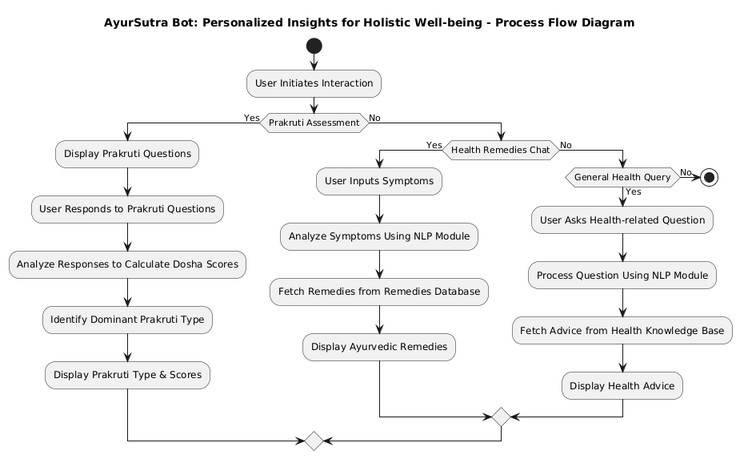 AyurSutra Bot: Personalized Insights for Holistic Well-being - Process Flow Diagram
User Initiates Interaction
Yes
Prakruti Assessment
No
Display Prakruti Questions
User Responds to Prakruti Questions
Analyze Responses to Calculate Dosha Scores
Identify Dominant Prakruti Type
Display Prakruti Type & Scores
Yes
Health Remedies Chat
No
User Inputs Symptoms
Analyze Symptoms Using NLP Module
Fetch Remedies from Remedies Database
Display Ayurvedic Remedies
General Health Query
No
Yes
User Asks Health-related Question
Process Question Using NLP Module
Fetch Advice from Health Knowledge Base
Display Health Advice